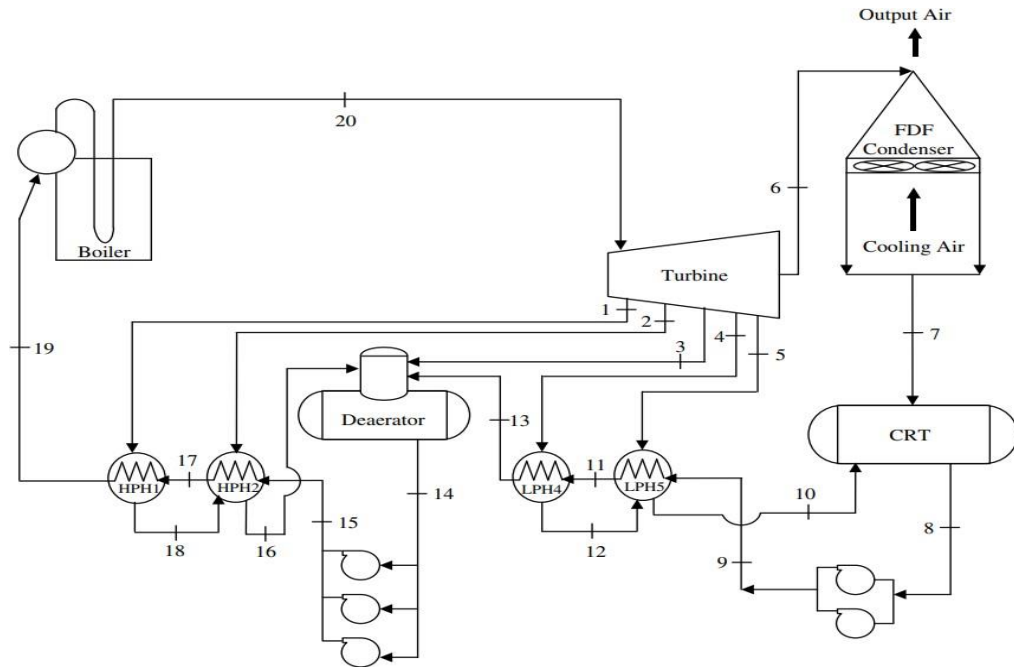 Output Air
20
FDF
Condenser
6
Boiler
Cooling Air
Turbine
1
2
3
4
5
19
7
Deaerator
13
CRT
17
11
HPH1
HPH2
LPH4
LPH5
14
10
18
16
15
12
9
8